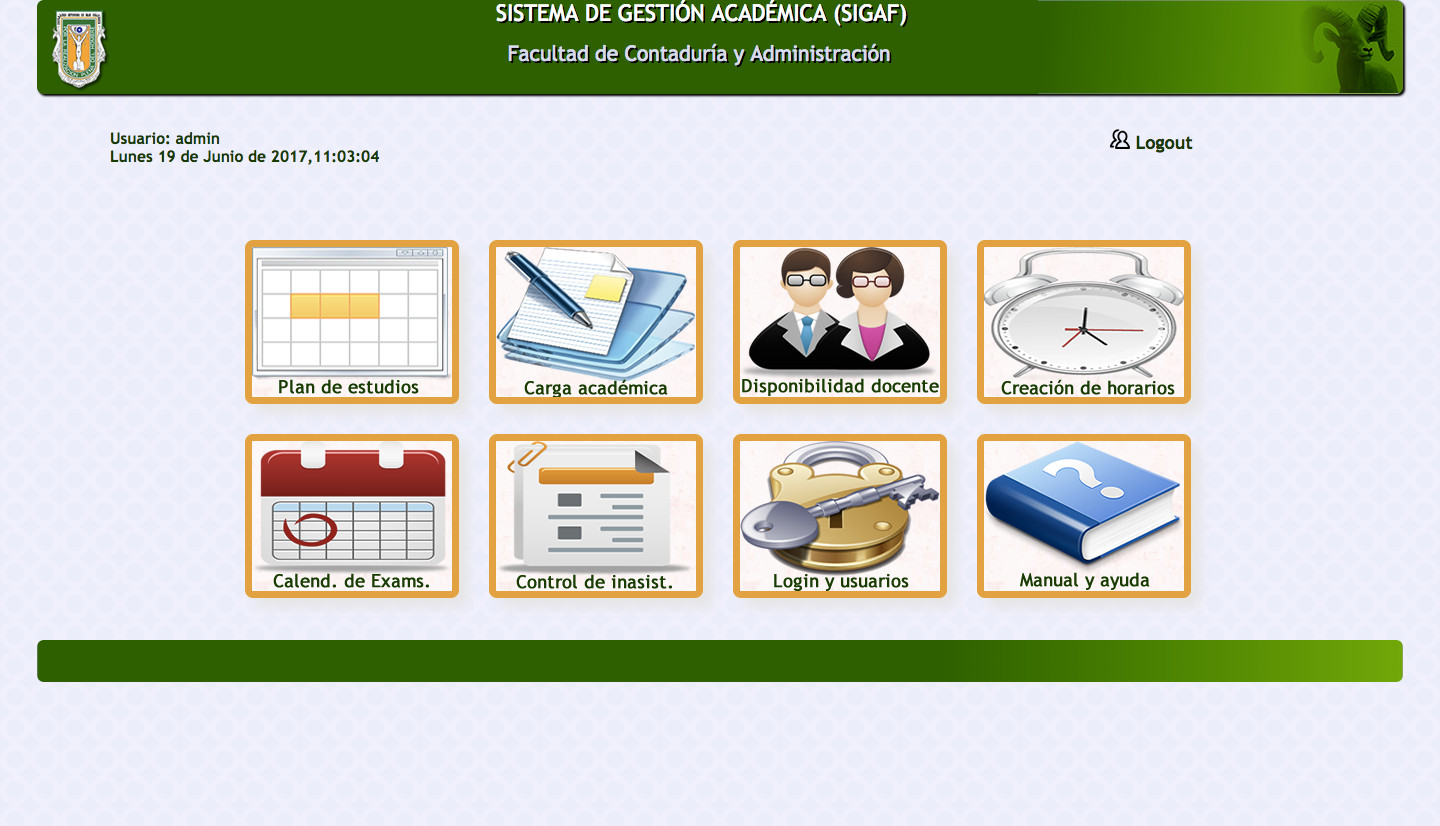 SISTEMA DE GESTIÓN ACADÉMICA (SIGAF)
Facultad de Contaduría y Administración
Usuario: admin
Lunes 19 de Junio de 2017,11:03:04
Logout
Plan de estudios
Carga académica
Disponibilidad docente
Creación de horarios
Calend. de Exams.
Control de inasist.
Login y usuarios
Manual y ayuda